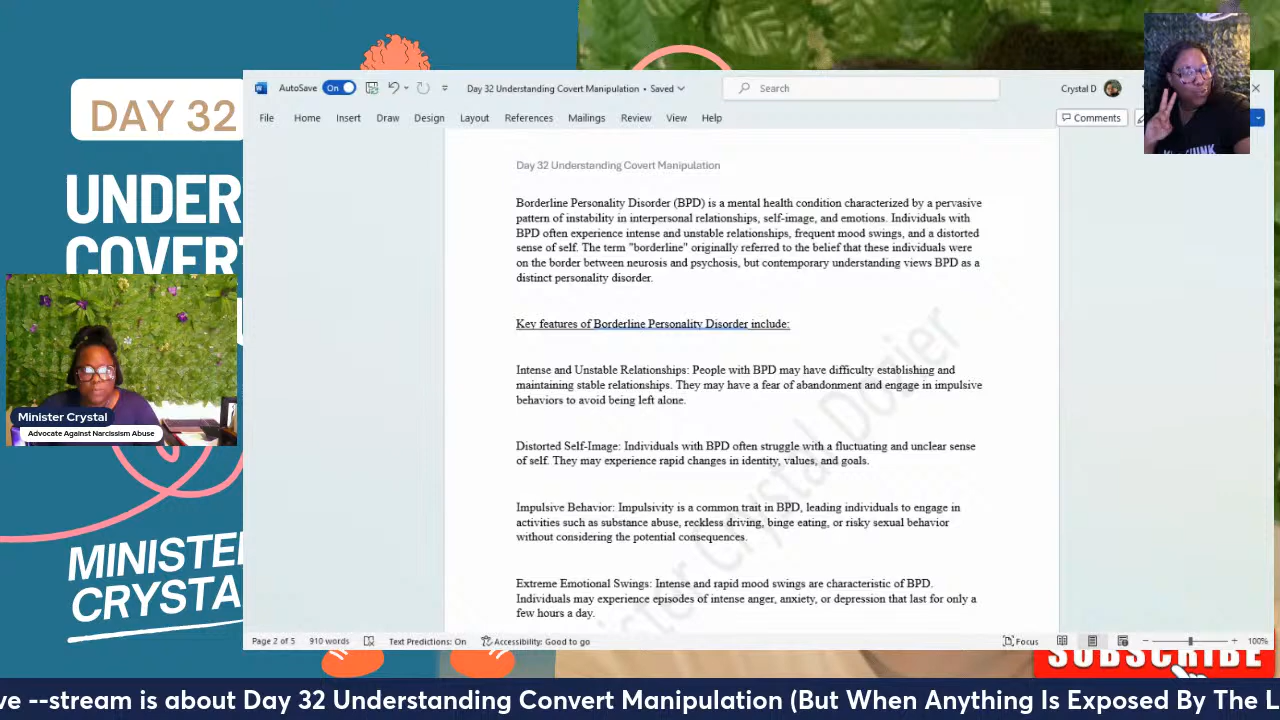 DAY 32
UNDER
COVERT
MINISTE
CRYSTA
Minister Crystal
Advocate Against Narcissism Abuse
AutoSave On Day 32 Understanding Covert Manipulation • Saved Search Crystal D
File Home Insert Draw Design Layout References Mailings Review View Help Comments
Day 32 Understanding Covert Manipulation
Borderline Personality Disorder (BPD) is a mental health condition characterized by a pervasive
pattern of instability in interpersonal relationships, self-image, and emotions. Individuals with
BPD often experience intense and unstable relationships, frequent mood swings, and a distorted
sense of self. The term "borderline" originally referred to the belief that these individuals were
on the border between neurosis and psychosis, but contemporary understanding views BPD as a
distinct personality disorder.
Key features of Borderline Personality Disorder include:
Intense and Unstable Relationships: People with BPD may have difficulty establishing and
maintaining stable relationships. They may have a fear of abandonment and engage in impulsive
behaviors to avoid being left alone.
Distorted Self-Image: Individuals with BPD often struggle with a fluctuating and unclear sense
of self. They may experience rapid changes in identity, values, and goals.
Impulsive Behavior: Impulsivity is a common trait in BPD, leading individuals to engage in
activities such as substance abuse, reckless driving, binge eating, or risky sexual behavior
without considering the potential consequences.
Extreme Emotional Swings: Intense and rapid mood swings are characteristic of BPD.
Individuals may experience episodes of intense anger, anxiety, or depression that last for only a
few hours a day.
Minister Crystal Dozier
Page 2 of 5 910 words Text Predictions: On Accessibility: Good to go Focus 100%
SUBSCRIBE
ve --stream is about Day 32 Understanding Convert Manipulation (But When Anything Is Exposed By The L